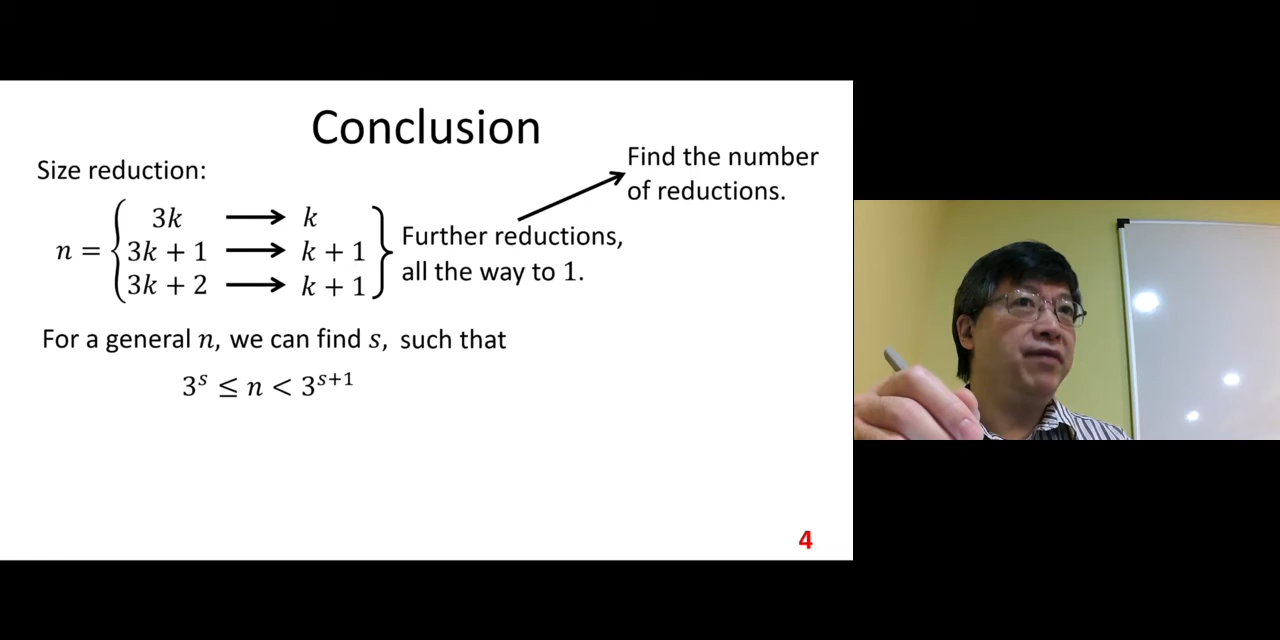 Conclusion
Size reduction:
Find the number
of reductions.
n = { 3k ⟶ k
3k + 1 ⟶ k + 1
3k + 2 ⟶ k + 1 }
Further reductions,
all the way to 1.
For a general n, we can find s, such that
3^s ≤ n < 3^{s+1}
4